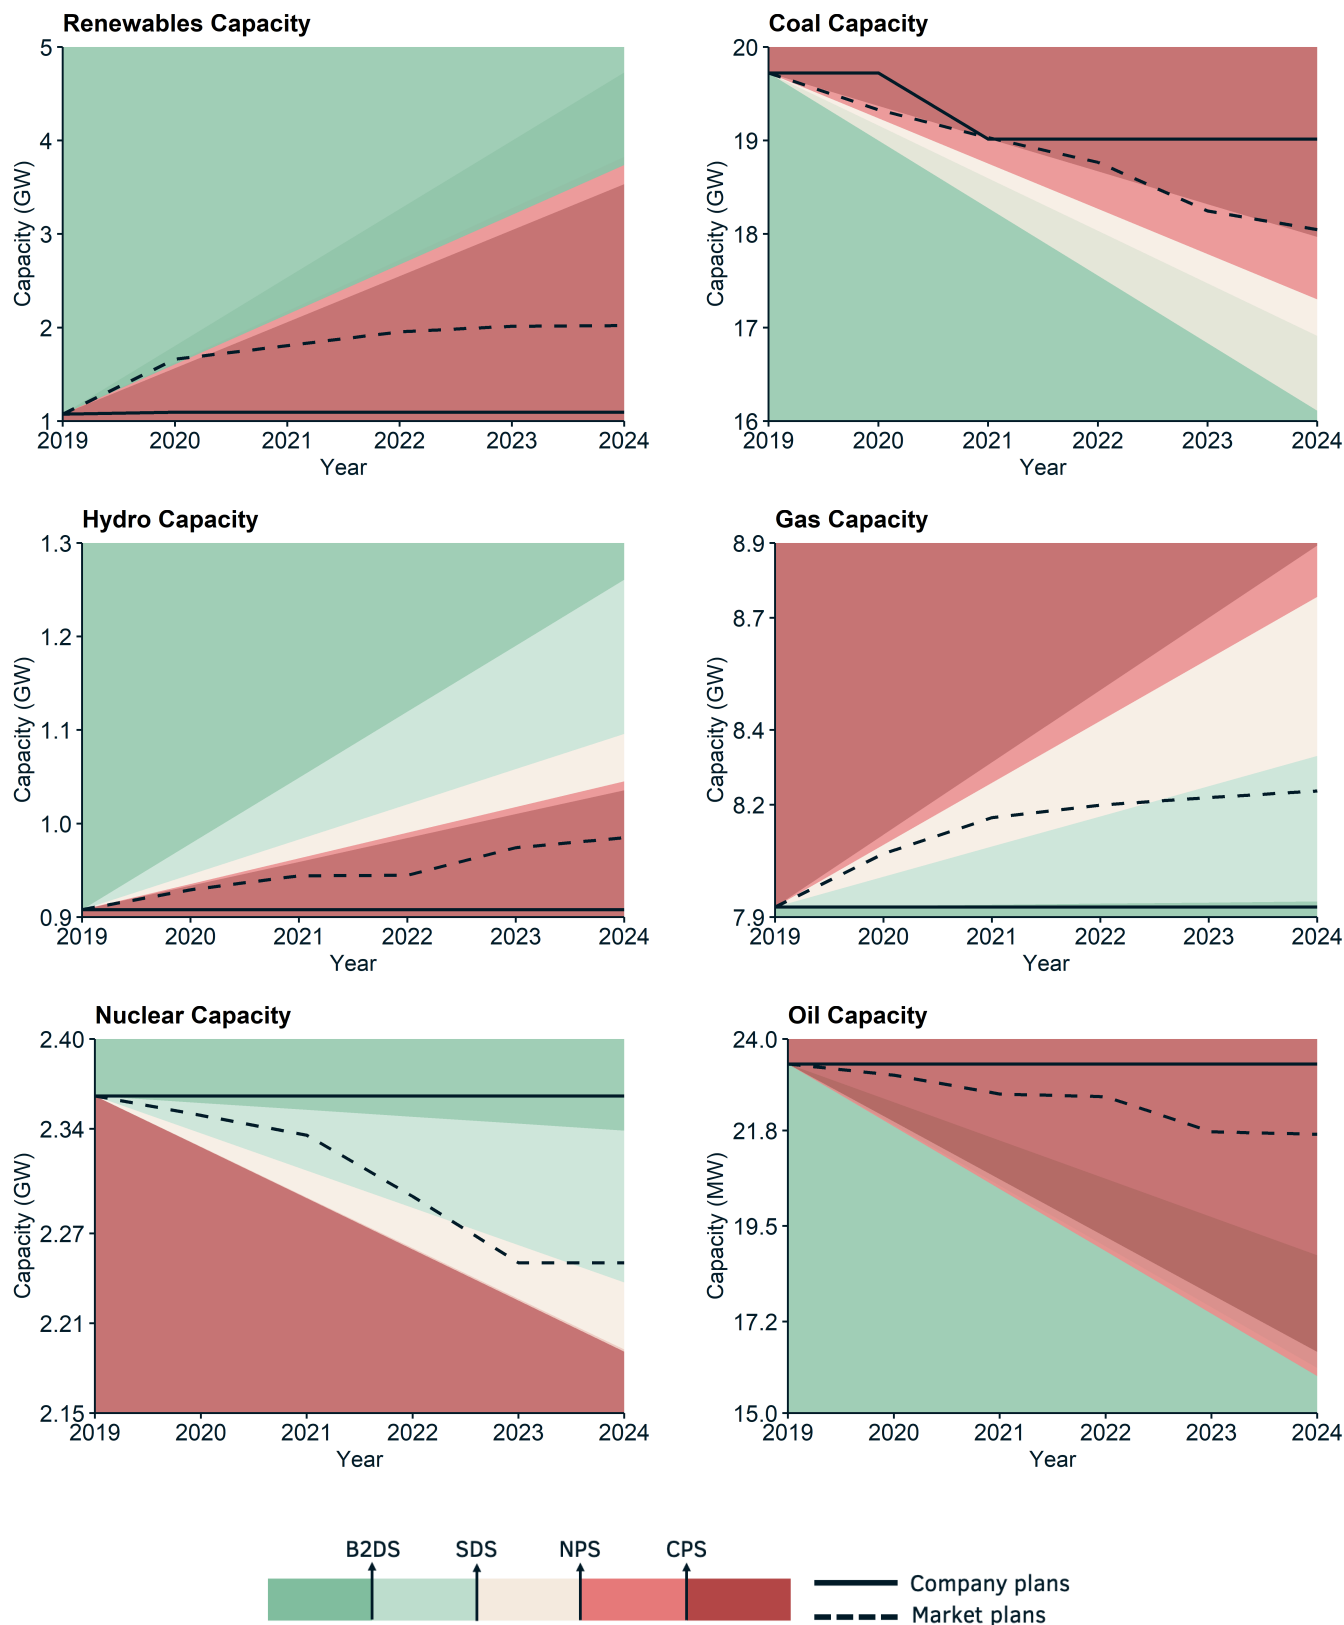 Renewables Capacity
Capacity (GW)
5
4
3
2
1
2019 2020 2021 2022 2023 2024
Year
Coal Capacity
Capacity (GW)
20
19
18
17
16
2019 2020 2021 2022 2023 2024
Year
Hydro Capacity
Capacity (GW)
1.3
1.2
1.1
1.0
0.9
2019 2020 2021 2022 2023 2024
Year
Gas Capacity
Capacity (GW)
8.9
8.7
8.4
8.2
7.9
2019 2020 2021 2022 2023 2024
Year
Nuclear Capacity
Capacity (GW)
2.40
2.34
2.27
2.21
2.15
2019 2020 2021 2022 2023 2024
Year
Oil Capacity
Capacity (MW)
24.0
21.8
19.5
17.2
15.0
2019 2020 2021 2022 2023 2024
Year
B2DS SDS NPS CPS
Company plans
Market plans